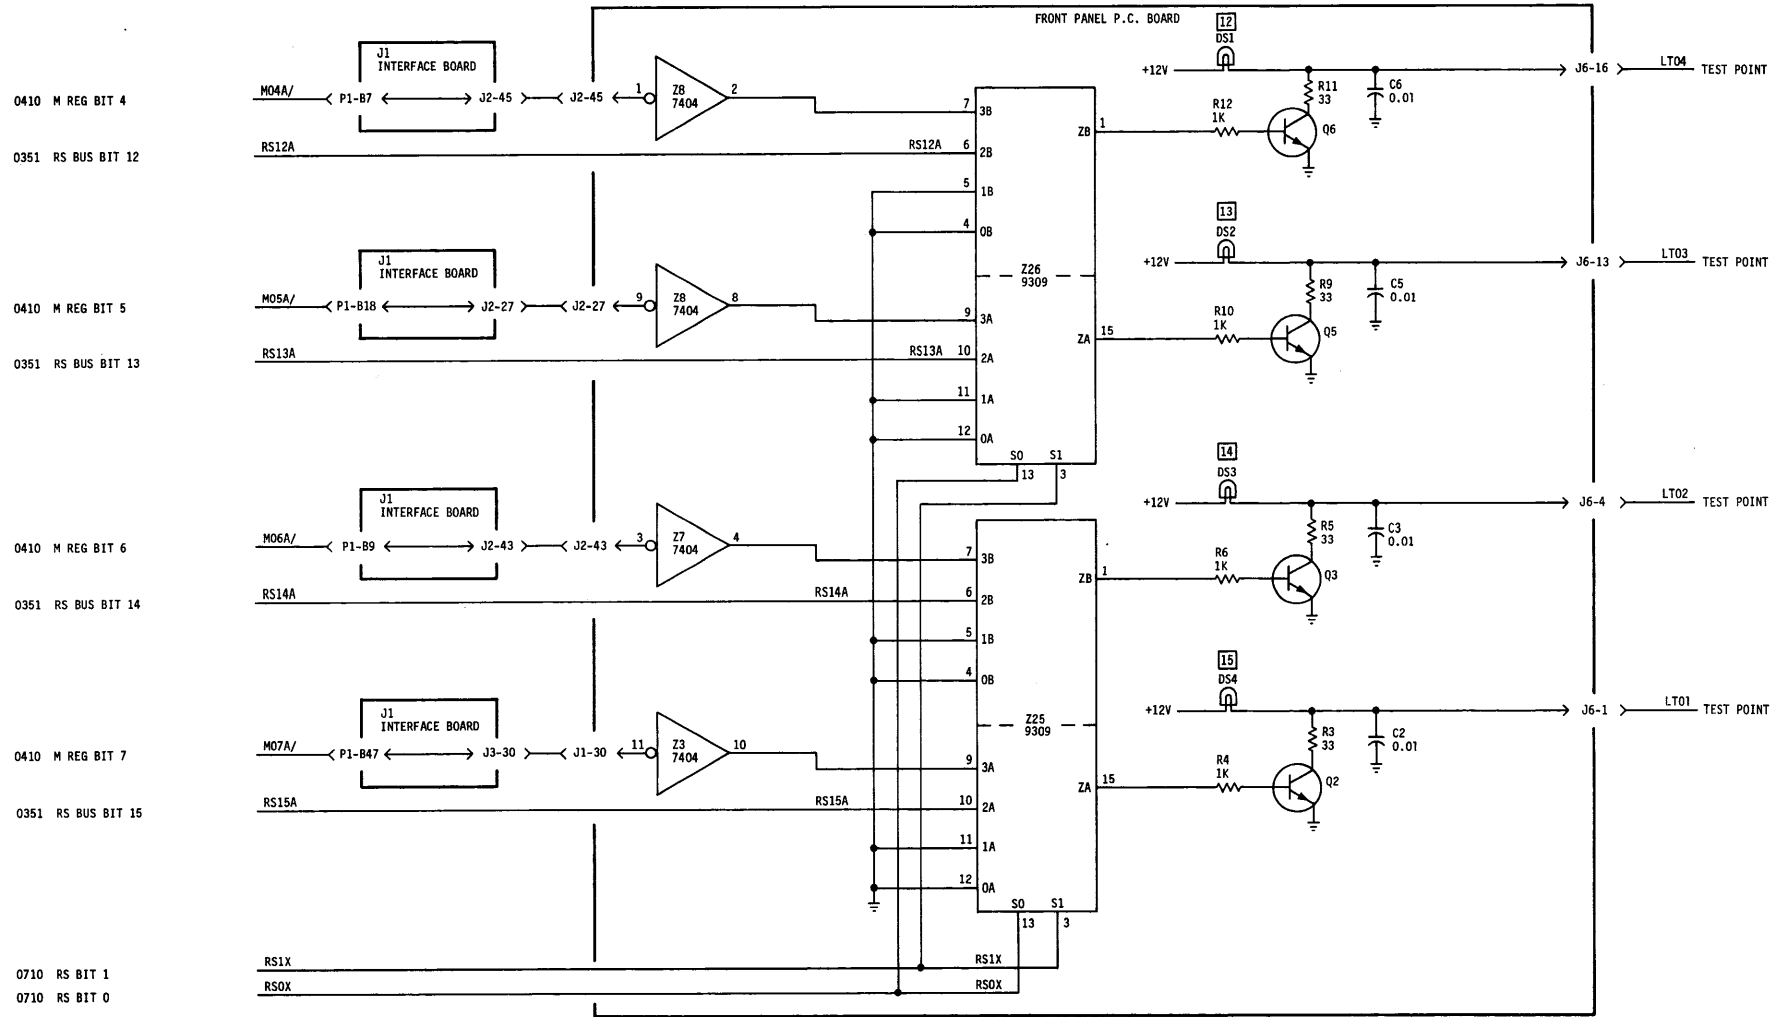 FRONT PANEL P.C. BOARD
0410 M REG BIT 4
M04A/
J1
INTERFACE BOARD
P1-B7
J2-45
J2-45
1
Z8
7404
2
0351 RS BUS BIT 12
RS12A
RS12A
7 3B
6 2B
5 1B
4 0B
Z26
9309
ZB 1
R12
1K
Q6
R11
33
12
DS1
+12V
C6
0.01
J6-16
LT04
TEST POINT
0410 M REG BIT 5
M05A/
J1
INTERFACE BOARD
P1-B18
J2-27
J2-27
9
Z8
7404
8
0351 RS BUS BIT 13
RS13A
RS13A
9 3A
10 2A
11 1A
12 0A
S0
13
S1
3
ZA 15
R10
1K
Q5
R9
33
13
DS2
+12V
C5
0.01
J6-13
LT03
TEST POINT
0410 M REG BIT 6
M06A/
J1
INTERFACE BOARD
P1-B9
J2-43
J2-43
3
Z7
7404
4
0351 RS BUS BIT 14
RS14A
RS14A
7 3B
6 2B
5 1B
4 0B
Z25
9309
ZB 1
R6
1K
Q3
R5
33
14
DS3
+12V
C3
0.01
J6-4
LT02
TEST POINT
0410 M REG BIT 7
M07A/
J1
INTERFACE BOARD
P1-B47
J3-30
J1-30
11
Z3
7404
10
0351 RS BUS BIT 15
RS15A
RS15A
9 3A
10 2A
11 1A
12 0A
S0
13
S1
3
ZA 15
R4
1K
Q2
R3
33
15
DS4
+12V
C2
0.01
J6-1
LT01
TEST POINT
0710 RS BIT 1
RS1X
RS1X
0710 RS BIT 0
RS0X
RS0X